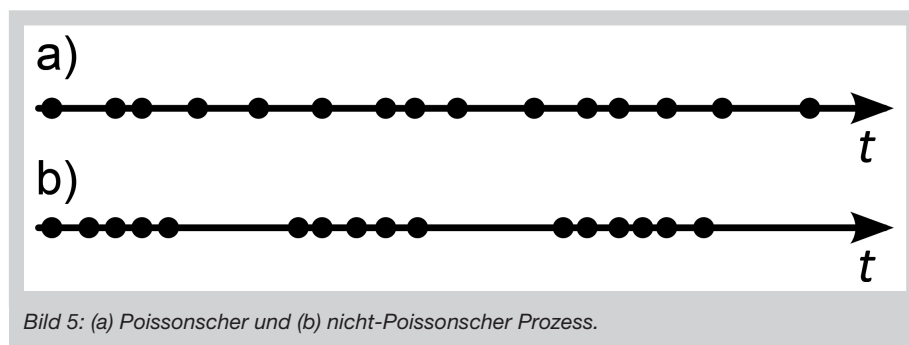 a)
t
b)
t
Bild 5: (a) Poissonscher und (b) nicht-Poissonscher Prozess.